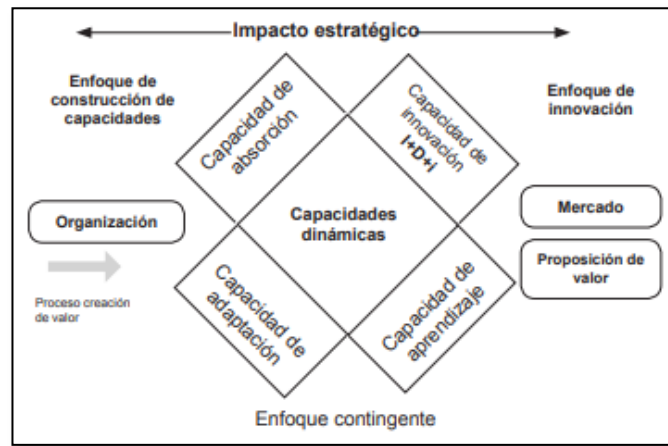 Impacto estratégico
Enfoque de
construcción de
capacidades
Capacidad de
absorción
Capacidad de
innovación
I+D+I
Enfoque de
innovación
Organización
Capacidades
dinámicas
Mercado
Proposición de
valor
Proceso creación
de valor
Capacidad de
adaptación
Capacidad de
aprendizaje
Enfoque contingente